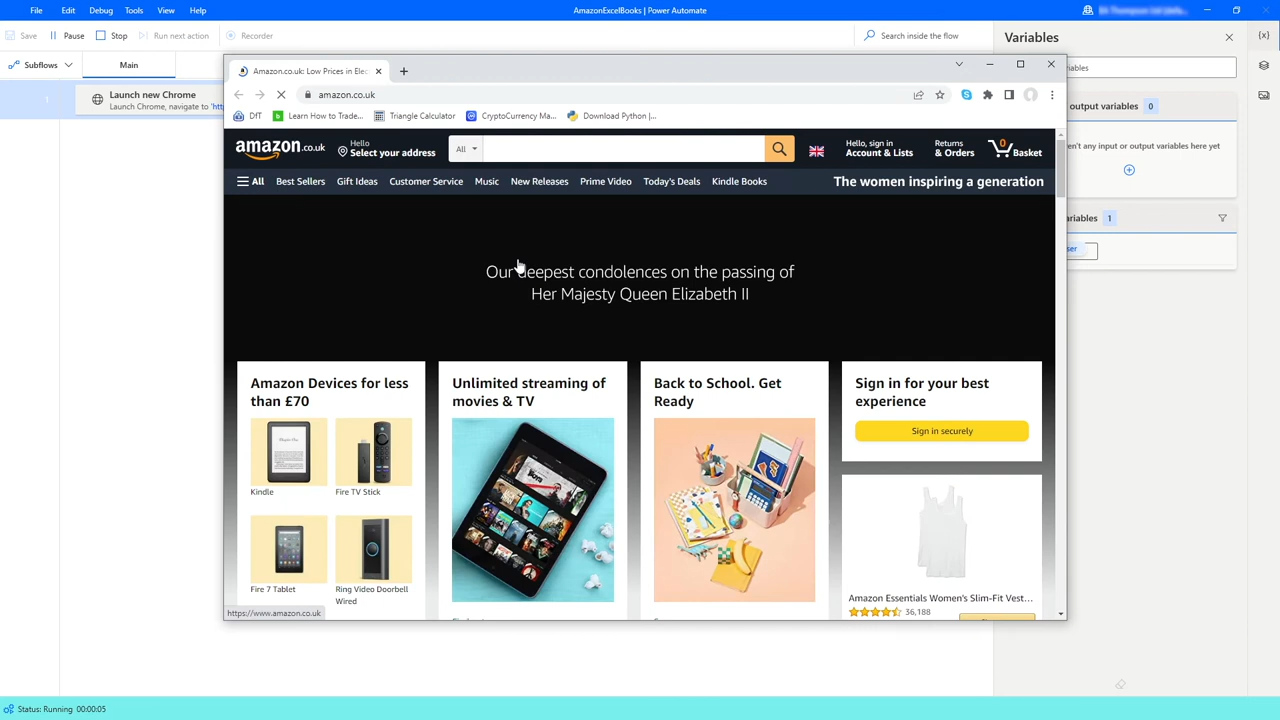 File Edit Debug Tools View Help
AmazonExcelBooks | Power Automate
Save Pause Stop Run next action Recorder
Search inside the flow
Variables
Subflows Main
1 Launch new Chrome
Launch Chrome, navigate to
Amazon.co.uk: Low Prices in Elec
amazon.co.uk
DfT Learn How to Trade... Triangle Calculator CryptoCurrency Ma... Download Python |...
amazon.co.uk
Hello
Select your address
All
Hello, sign in
Account & Lists
Returns
& Orders
0
Basket
All Best Sellers Gift Ideas Customer Service Music New Releases Prime Video Today's Deals Kindle Books
The women inspiring a generation
Our deepest condolences on the passing of
Her Majesty Queen Elizabeth II
Amazon Devices for less
than £70
Kindle
Fire TV Stick
Fire 7 Tablet
Ring Video Doorbell
Wired
Unlimited streaming of
movies & TV
Back to School. Get
Ready
Sign in for your best
experience
Sign in securely
Amazon Essentials Women's Slim-Fit Vest...
36,188
https://www.amazon.co.uk
output variables 0
any input or output variables here yet
1
Status: Running 00:00:05